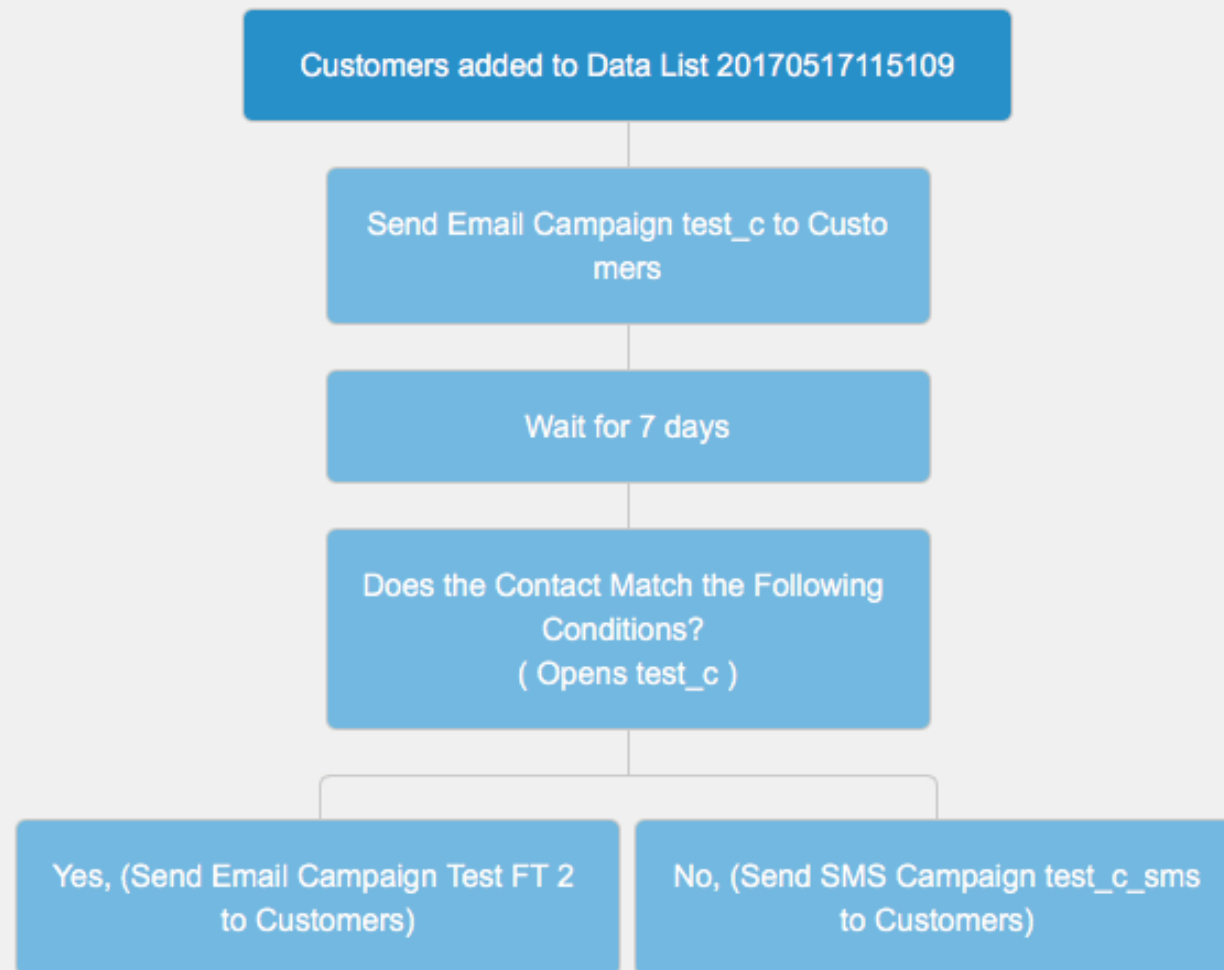 Customers added to Data List 20170517115109
Send Email Campaign test_c to Custo
mers
Wait for 7 days
Does the Contact Match the Following
Conditions?
( Opens test_c )
Yes, (Send Email Campaign Test FT 2
to Customers)
No, (Send SMS Campaign test_c_sms
to Customers)